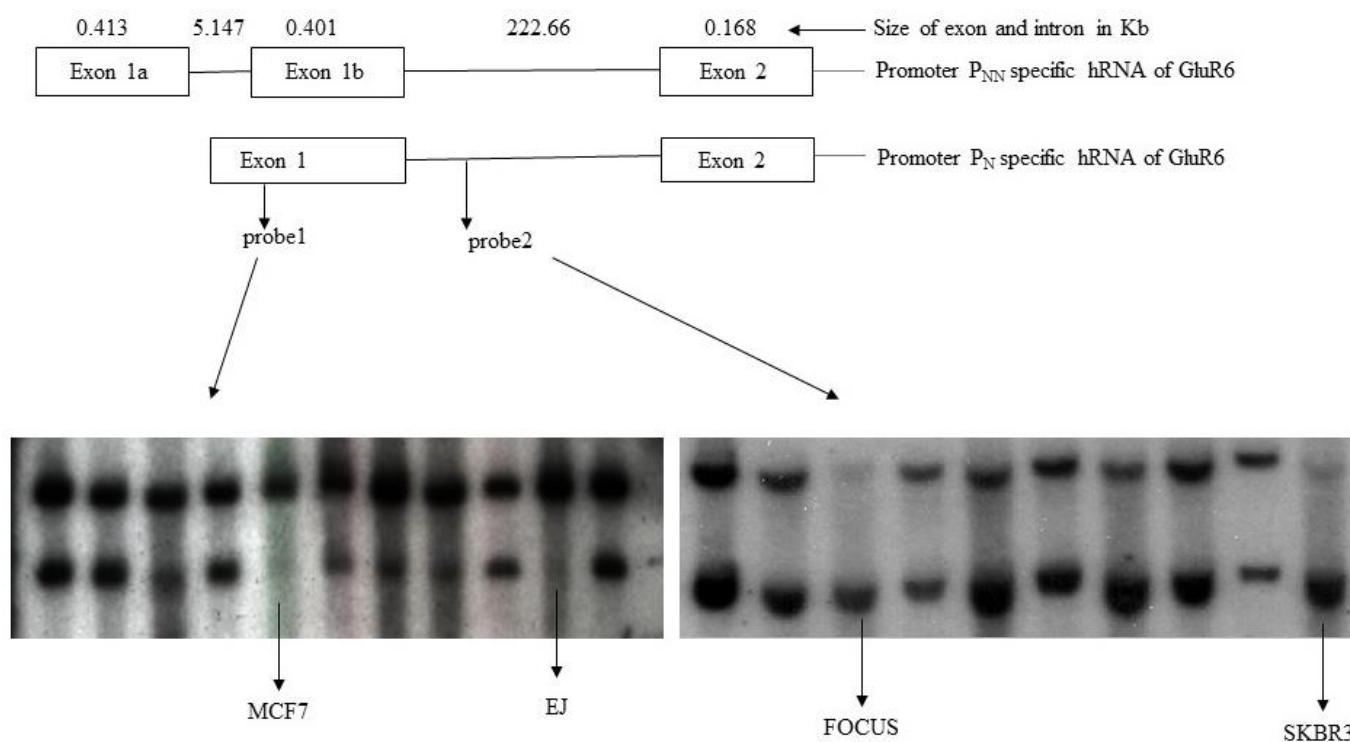 0.413 5.147 0.401 222.66 0.168 Size of exon and intron in Kb
Exon 1a Exon 1b Exon 2 Promoter PNN specific hRNA of GluR6
Exon 1 Exon 2 Promoter PN specific hRNA of GluR6
probe1 probe2
MCF7 EJ FOCUS SKBR3